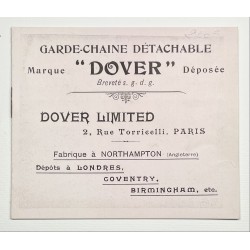 GARDE-CHAINE DÉTACHABLE
Marque "DOVER" Déposée
Breveté s. g. d. g.
DOVER LIMITED
2, Rue Torricelli, PARIS
Fabrique à NORTHAMPTON (Angleterre)
Dépôts à LONDRES,
COVENTRY,
BIRMINGHAM, etc.